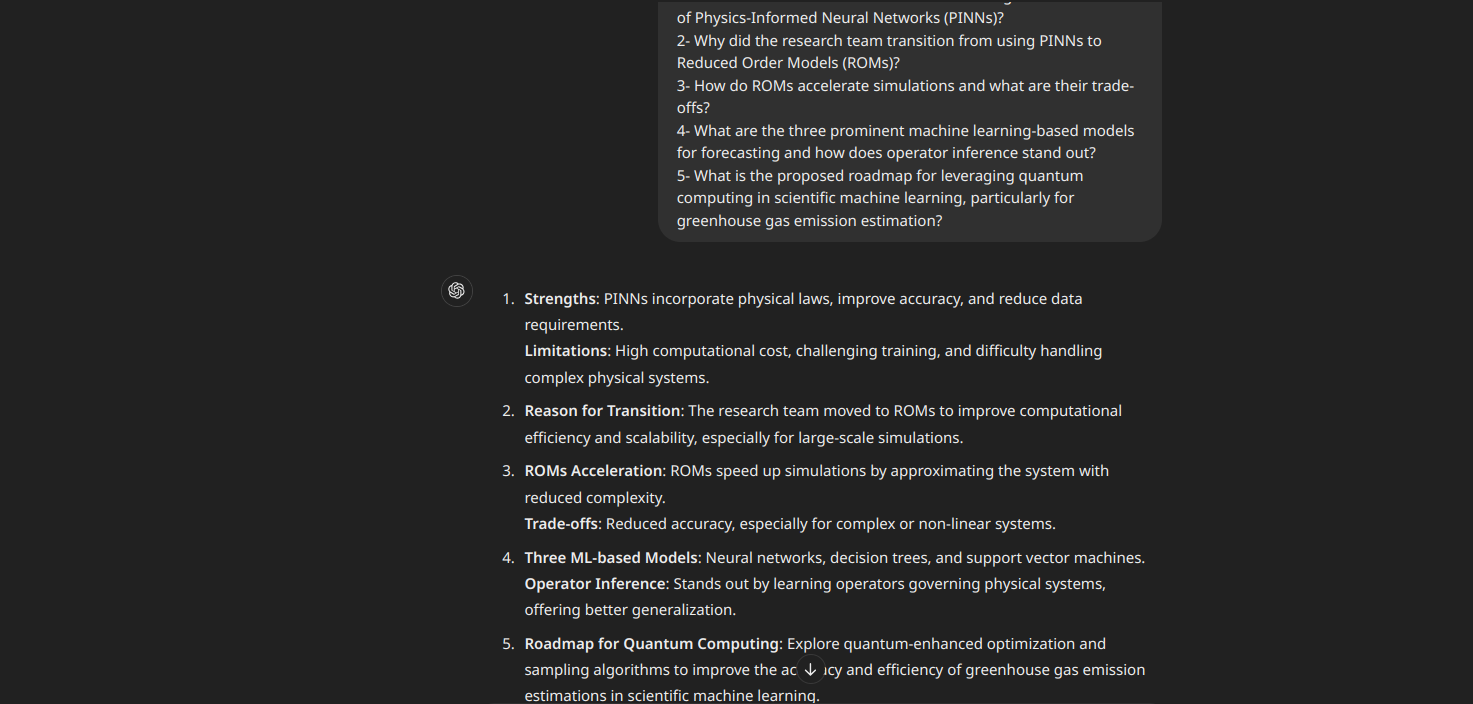 of Physics-Informed Neural Networks (PINNs)?
2- Why did the research team transition from using PINNs to
Reduced Order Models (ROMs)?
3- How do ROMs accelerate simulations and what are their trade-
offs?
4- What are the three prominent machine learning-based models
for forecasting and how does operator inference stand out?
5- What is the proposed roadmap for leveraging quantum
computing in scientific machine learning, particularly for
greenhouse gas emission estimation?
1. Strengths: PINNs incorporate physical laws, improve accuracy, and reduce data
requirements.
Limitations: High computational cost, challenging training, and difficulty handling
complex physical systems.
2. Reason for Transition: The research team moved to ROMs to improve computational
efficiency and scalability, especially for large-scale simulations.
3. ROMs Acceleration: ROMs speed up simulations by approximating the system with
reduced complexity.
Trade-offs: Reduced accuracy, especially for complex or non-linear systems.
4. Three ML-based Models: Neural networks, decision trees, and support vector machines.
Operator Inference: Stands out by learning operators governing physical systems,
offering better generalization.
5. Roadmap for Quantum Computing: Explore quantum-enhanced optimization and
sampling algorithms to improve the and efficiency of greenhouse gas emission
estimations in scientific machine learning.